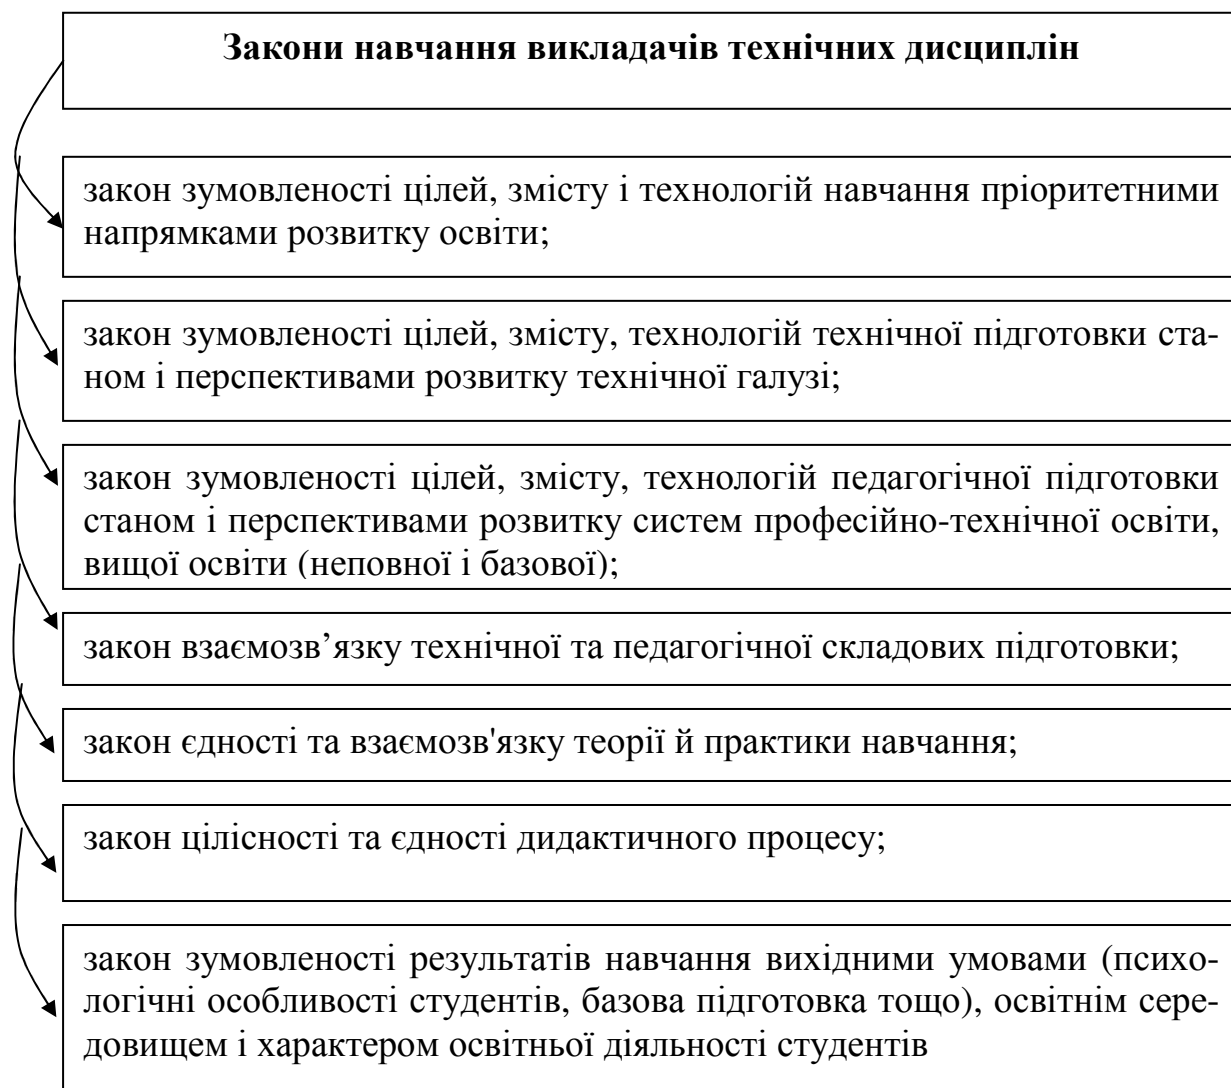 Закони навчання викладачів технічних дисциплін
закон зумовленості цілей, змісту і технологій навчання пріоритетними
напрямками розвитку освіти;
закон зумовленості цілей, змісту, технологій технічної підготовки ста-
ном і перспективами розвитку технічної галузі;
закон зумовленості цілей, змісту, технологій педагогічної підготовки
станом і перспективами розвитку систем професійно-технічної освіти,
вищої освіти (неповної і базової);
закон взаємозв’язку технічної та педагогічної складових підготовки;
закон єдності та взаємозв'язку теорії й практики навчання;
закон цілісності та єдності дидактичного процесу;
закон зумовленості результатів навчання вихідними умовами (психо-
логічні особливості студентів, базова підготовка тощо), освітнім сере-
довищем і характером освітньої діяльності студентів